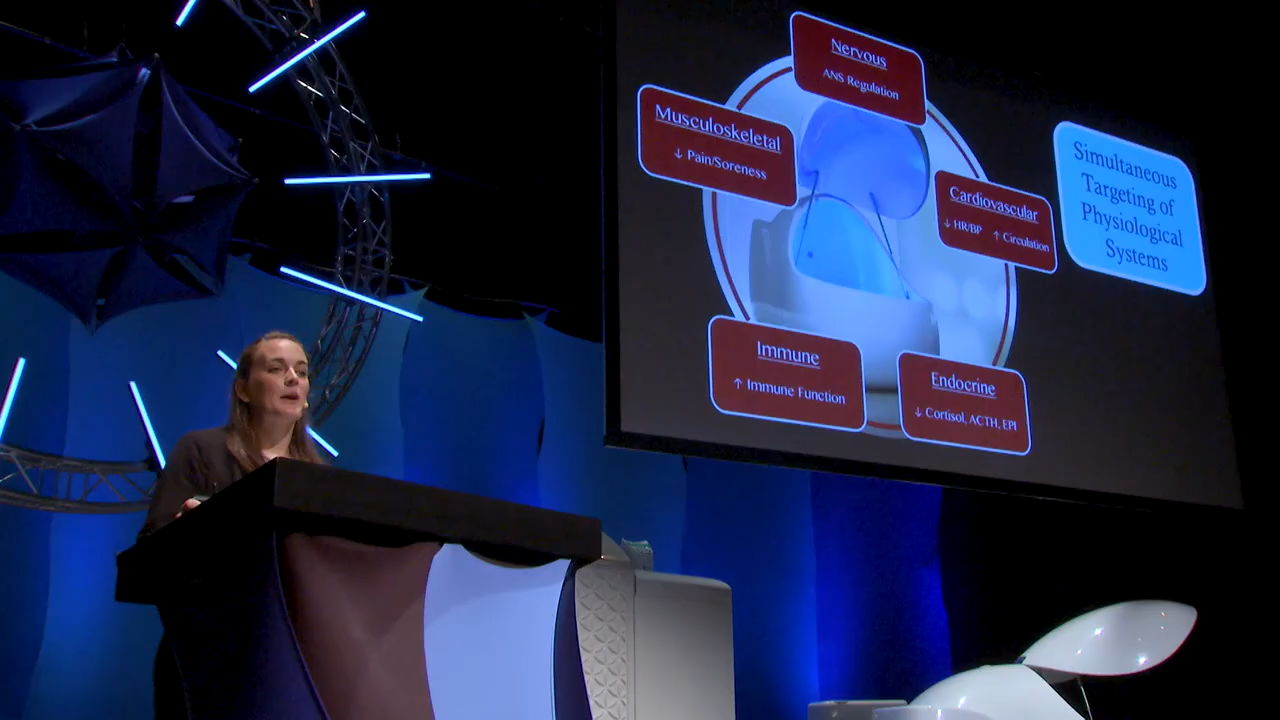 Nervous
ANS Regulation
Musculoskeletal
↓ Pain/Soreness
Cardiovascular
↓ HR/BP ↑ Circulation
Simultaneous
Targeting of
Physiological
Systems
Immune
↑ Immune Function
Endocrine
↓ Cortisol, ACTH, EPI